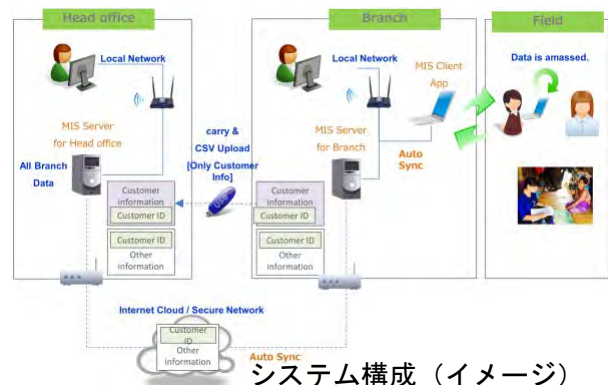 Head office
Local Network
MIS Server
for Head office
All Branch
Data
Customer
information
Customer ID
Customer ID
Other
information
carry &
CSV Upload
[Only Customer
Info]
USB
Branch
Local Network
MIS Client
App
MIS Server
for Branch
Auto
Sync
Customer
information
Customer ID
Customer ID
Other
information
Field
Data is amassed.
Internet Cloud / Secure Network
Customer
ID
Other
information
Auto Sync
システム構成（イメージ）